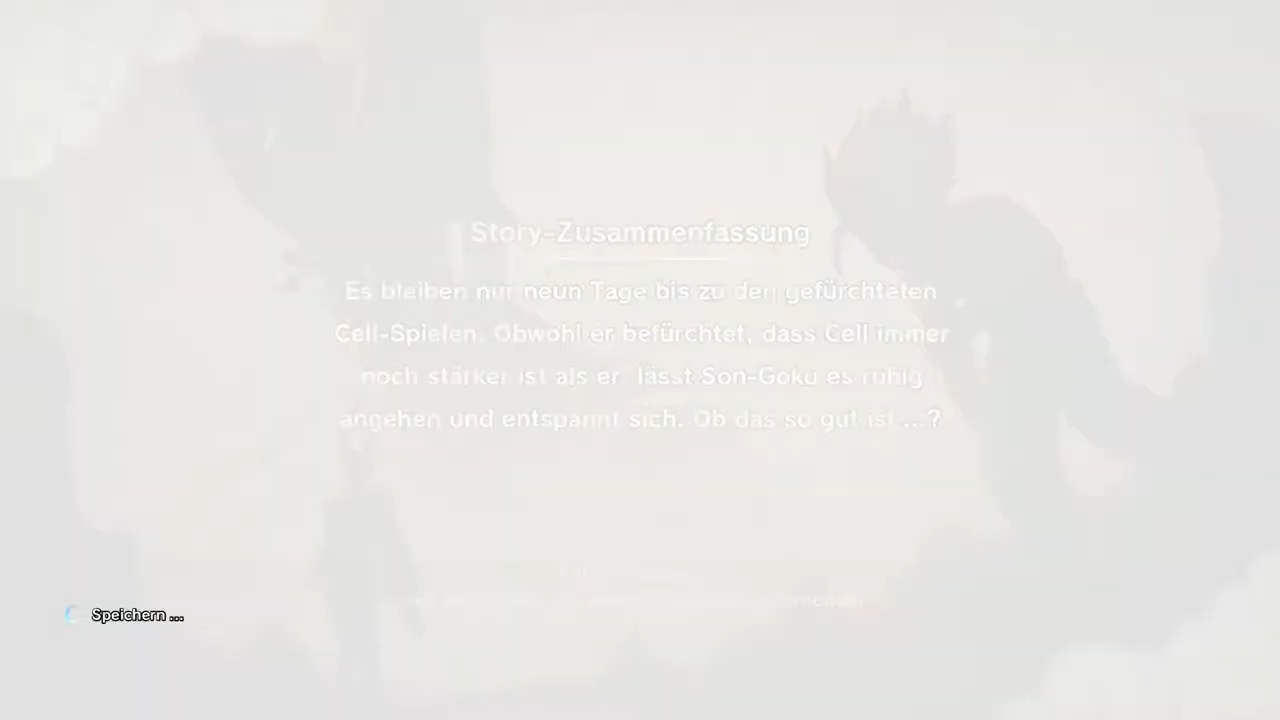 Story-Zusammenfassung
Es bleiben nur neun Tage bis zu den gefürchteten
Cell-Spielen. Obwohl er befürchtet, dass Cell immer
noch stärker ist als er, lässt Son-Goku es ruhig
angehen und entspannt sich. Ob das so gut ist ...?
Speichern ...